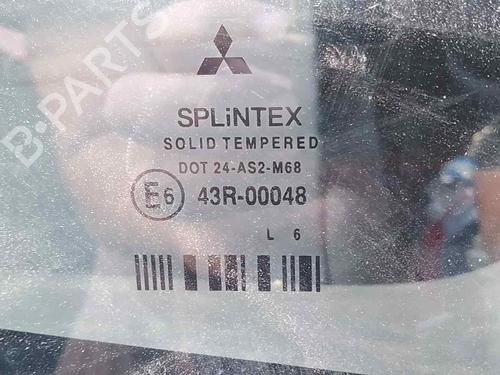 B-PARTS
SPLiNTEX
SOLID TEMPERED
DOT 24-AS2-M68
E6 43R-00048
L 6